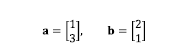 a = [1 3], b = [2 1]